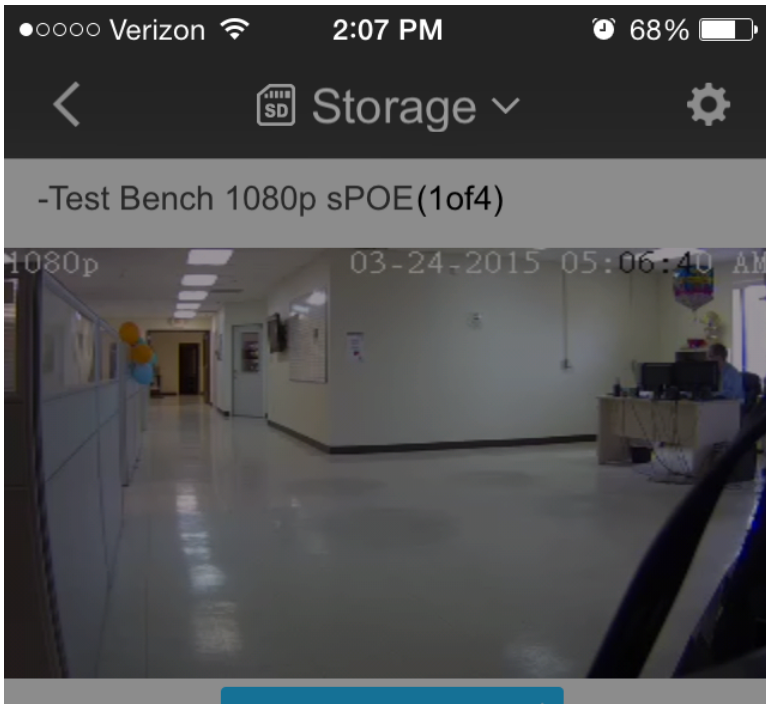 Verizon 2:07 PM 68%
SD Storage
-Test Bench 1080p sPOE(1of4)
1080p 03-24-2015 05:06:40 AM